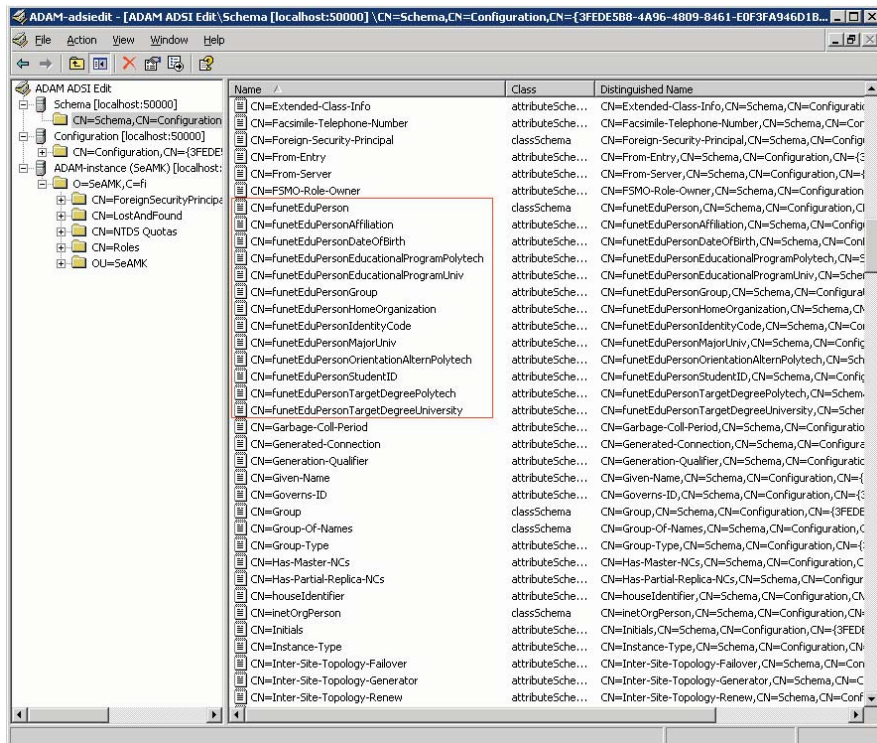 ADAM-adsiedit - [ADAM ADSI Edit\Schema [localhost:50000] \CN=Schema,CN=Configuration,CN={3FEDE5B8-4A96-4809-8461-E0F3FA946D1B...
File Action View Window Help
ADAM ADSI Edit
Schema [localhost:50000]
CN=Schema,CN=Configuration
Configuration [localhost:50000]
CN=Configuration,CN={3FEDE
ADAM-instance (SeAMK) [localhost:
O=SeAMK,C=fi
CN=ForeignSecurityPrincipa
CN=LostAndFound
CN=NTDS Quotas
CN=Roles
OU=SeAMK
Name Class Distinguished Name
CN=Extended-Class-Info attributeSche... CN=Extended-Class-Info,CN=Schema,CN=Configuratio
CN=Facsimile-Telephone-Number attributeSche... CN=Facsimile-Telephone-Number,CN=Schema,CN=Con
CN=Foreign-Security-Principal classSchema CN=Foreign-Security-Principal,CN=Schema,CN=Config
CN=From-Entry attributeSche... CN=From-Entry,CN=Schema,CN=Configuration,CN={3
CN=From-Server attributeSche... CN=From-Server,CN=Schema,CN=Configuration,CN={
CN=FSMO-Role-Owner attributeSche... CN=FSMO-Role-Owner,CN=Schema,CN=Configuration
CN=funetEduPerson classSchema CN=funetEduPerson,CN=Schema,CN=Configuration,C
CN=funetEduPersonAffiliation attributeSche... CN=funetEduPersonAffiliation,CN=Schema,CN=Config
CN=funetEduPersonDateOfBirth attributeSche... CN=funetEduPersonDateOfBirth,CN=Schema,CN=Con
CN=funetEduPersonEducationalProgramPolytech attributeSche... CN=funetEduPersonEducationalProgramPolytech,CN=S
CN=funetEduPersonEducationalProgramUniv attributeSche... CN=funetEduPersonEducationalProgramUniv,CN=Sche
CN=funetEduPersonGroup attributeSche... CN=funetEduPersonGroup,CN=Schema,CN=Configura
CN=funetEduPersonHomeOrganization attributeSche... CN=funetEduPersonHomeOrganization,CN=Schema,CN
CN=funetEduPersonIdentityCode attributeSche... CN=funetEduPersonIdentityCode,CN=Schema,CN=Co
CN=funetEduPersonMajorUniv attributeSche... CN=funetEduPersonMajorUniv,CN=Schema,CN=Config
CN=funetEduPersonOrientationAlternPolytech attributeSche... CN=funetEduPersonOrientationAlternPolytech,CN=Sch
CN=funetEduPersonStudentID attributeSche... CN=funetEduPersonStudentID,CN=Schema,CN=Config
CN=funetEduPersonTargetDegreePolytech attributeSche... CN=funetEduPersonTargetDegreePolytech,CN=Schem
CN=funetEduPersonTargetDegreeUniversity attributeSche... CN=funetEduPersonTargetDegreeUniversity,CN=Scher
CN=Garbage-Coll-Period attributeSche... CN=Garbage-Coll-Period,CN=Schema,CN=Configuratio
CN=Generated-Connection attributeSche... CN=Generated-Connection,CN=Schema,CN=Configura
CN=Generation-Qualifier attributeSche... CN=Generation-Qualifier,CN=Schema,CN=Configuratio
CN=Given-Name attributeSche... CN=Given-Name,CN=Schema,CN=Configuration,CN={
CN=Governs-ID attributeSche... CN=Governs-ID,CN=Schema,CN=Configuration,CN={3
CN=Group classSchema CN=Group,CN=Schema,CN=Configuration,CN={3FEDE
CN=Group-Of-Names classSchema CN=Group-Of-Names,CN=Schema,CN=Configuration,C
CN=Group-Type attributeSche... CN=Group-Type,CN=Schema,CN=Configuration,CN={
CN=Has-Master-NCs attributeSche... CN=Has-Master-NCs,CN=Schema,CN=Configuration,C
CN=Has-Partial-Replica-NCs attributeSche... CN=Has-Partial-Replica-NCs,CN=Schema,CN=Configur
CN=houseIdentifier attributeSche... CN=houseIdentifier,CN=Schema,CN=Configuration,CN
CN=inetOrgPerson classSchema CN=inetOrgPerson,CN=Schema,CN=Configuration,CN=
CN=Initials attributeSche... CN=Initials,CN=Schema,CN=Configuration,CN={3FEDE
CN=Instance-Type attributeSche... CN=Instance-Type,CN=Schema,CN=Configuration,CN
CN=Inter-Site-Topology-Failover attributeSche... CN=Inter-Site-Topology-Failover,CN=Schema,CN=Con
CN=Inter-Site-Topology-Generator attributeSche... CN=Inter-Site-Topology-Generator,CN=Schema,CN=C
CN=Inter-Site-Topology-Renew attributeSche... CN=Inter-Site-Topology-Renew,CN=Schema,CN=Conf